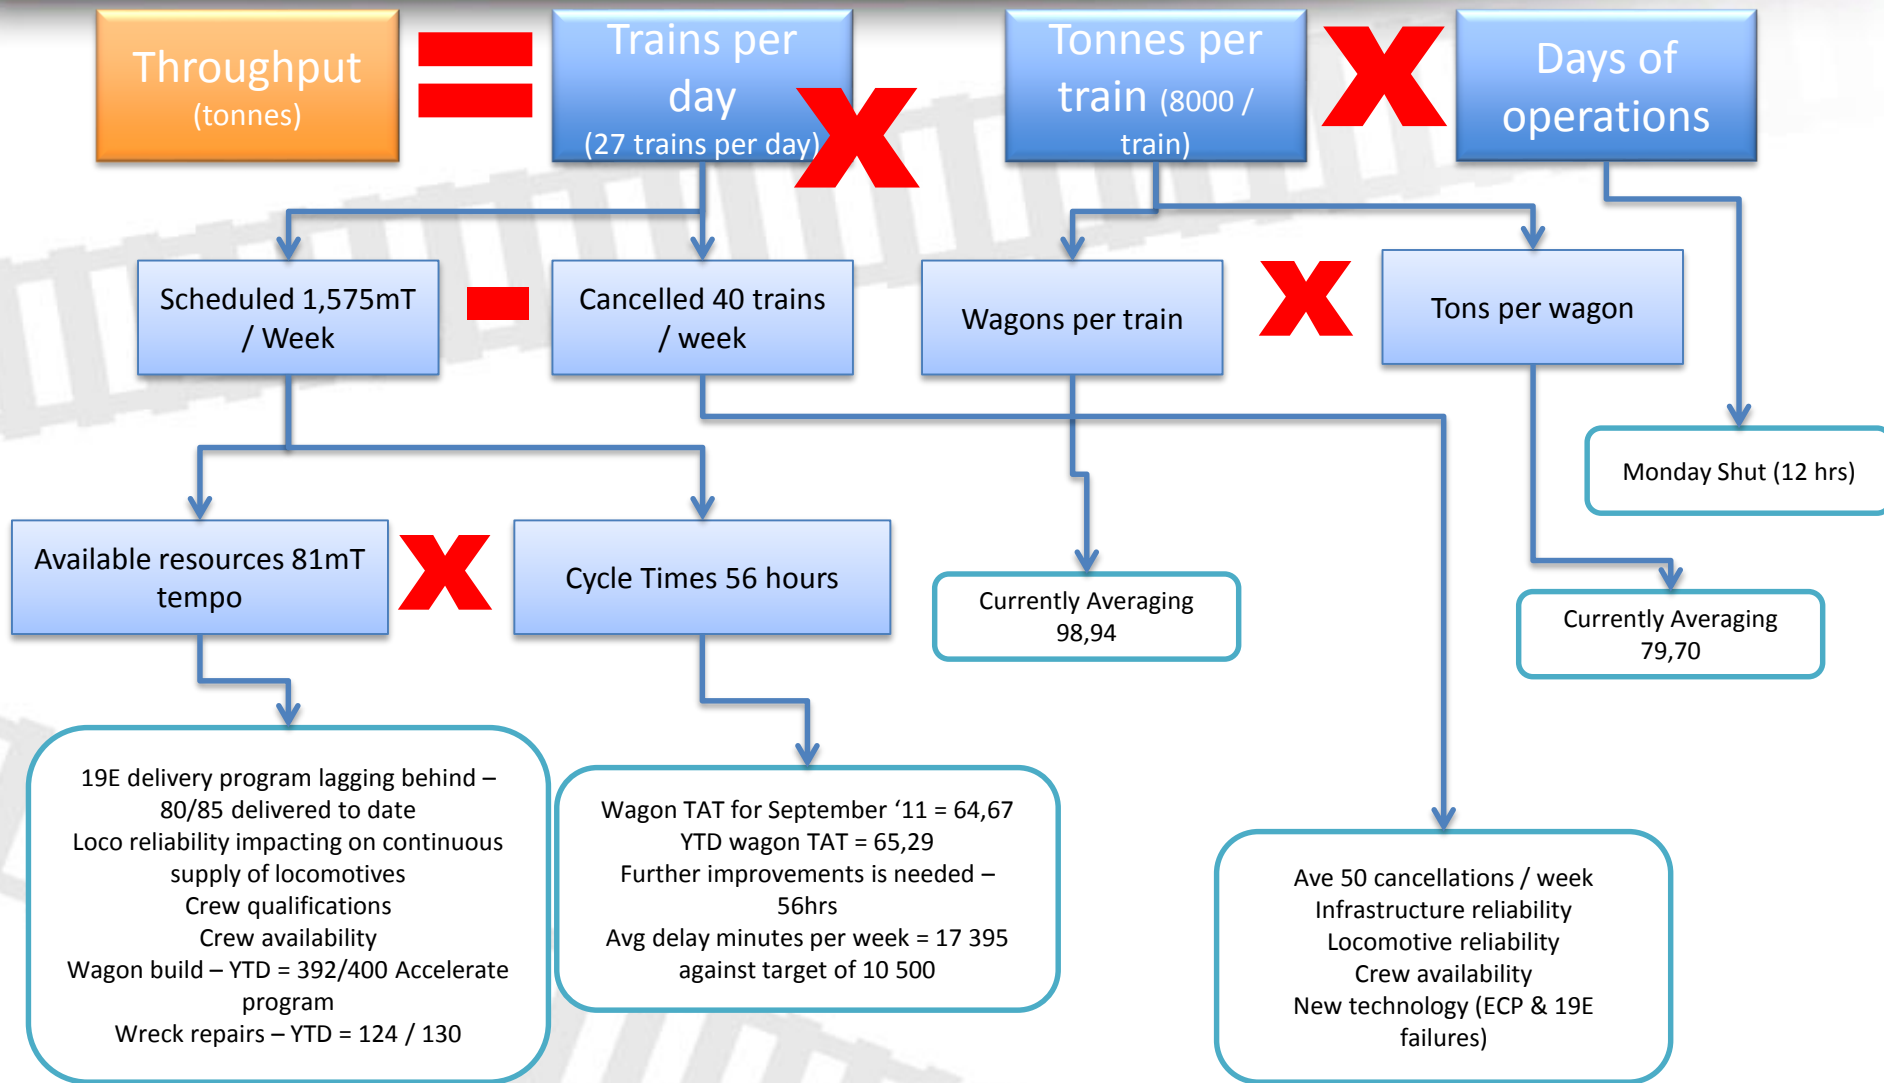 Throughput
(tonnes)
Trains per
day
(27 trains per day)
Tonnes per
train (8000 /
train)
Days of
operations
Scheduled 1,575mT
/ Week
Cancelled 40 trains
/ week
Wagons per train
Tons per wagon
Monday Shut (12 hrs)
Available resources 81mT
tempo
Cycle Times 56 hours
Currently Averaging
98,94
Currently Averaging
79,70
19E delivery program lagging behind –
80/85 delivered to date
Loco reliability impacting on continuous
supply of locomotives
Crew qualifications
Crew availability
Wagon build – YTD = 392/400 Accelerate
program
Wreck repairs – YTD = 124 / 130
Wagon TAT for September ‘11 = 64,67
YTD wagon TAT = 65,29
Further improvements is needed –
56hrs
Avg delay minutes per week = 17 395
against target of 10 500
Ave 50 cancellations / week
Infrastructure reliability
Locomotive reliability
Crew availability
New technology (ECP & 19E
failures)